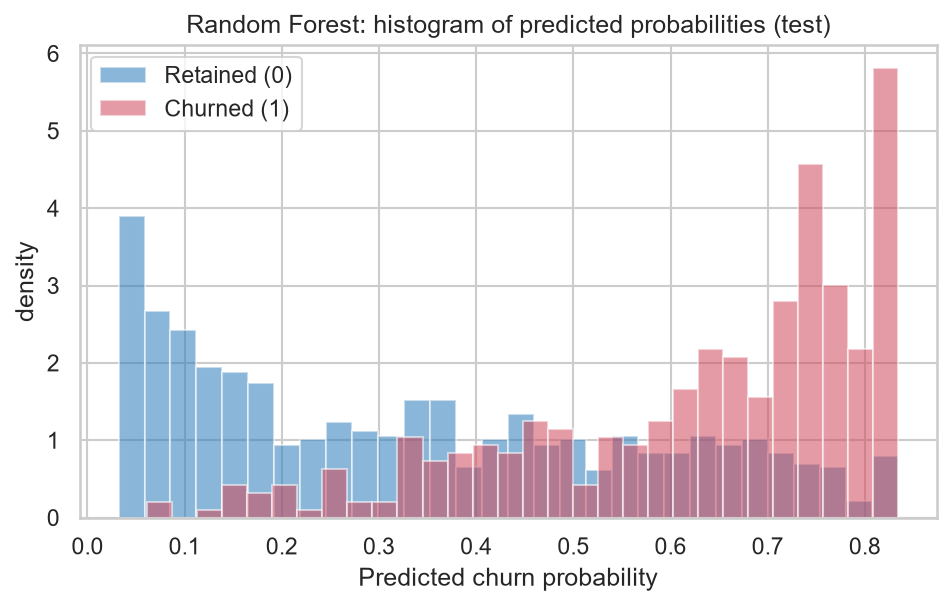 Random Forest: histogram of predicted probabilities (test)
Retained (0)
Churned (1)
density
6
5
4
3
2
1
0
0.0 0.1 0.2 0.3 0.4 0.5 0.6 0.7 0.8
Predicted churn probability